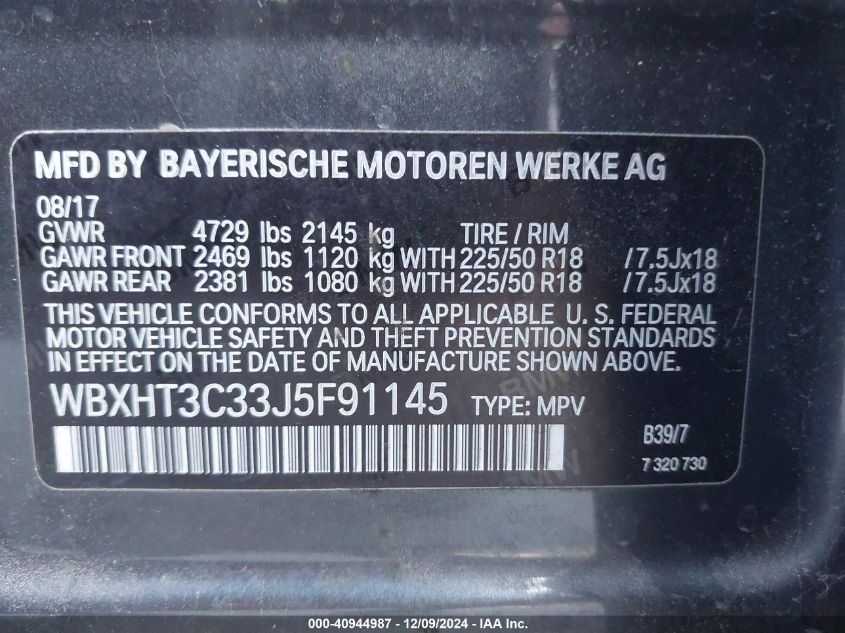 MFD BY BAYERISCHE MOTOREN WERKE AG
08/17
GVWR 4729 lbs 2145 kg TIRE / RIM
GAWR FRONT 2469 lbs 1120 kg WITH 225/50 R18 /7.5Jx18
GAWR REAR 2381 lbs 1080 kg WITH 225/50 R18 /7.5Jx18
THIS VEHICLE CONFORMS TO ALL APPLICABLE U. S. FEDERAL
MOTOR VEHICLE SAFETY AND THEFT PREVENTION STANDARDS
IN EFFECT ON THE DATE OF MANUFACTURE SHOWN ABOVE.
WBXHT3C33J5F91145 TYPE: MPV
B39/7
7 320 730
000-40944987 - 12/09/2024 - IAA Inc.